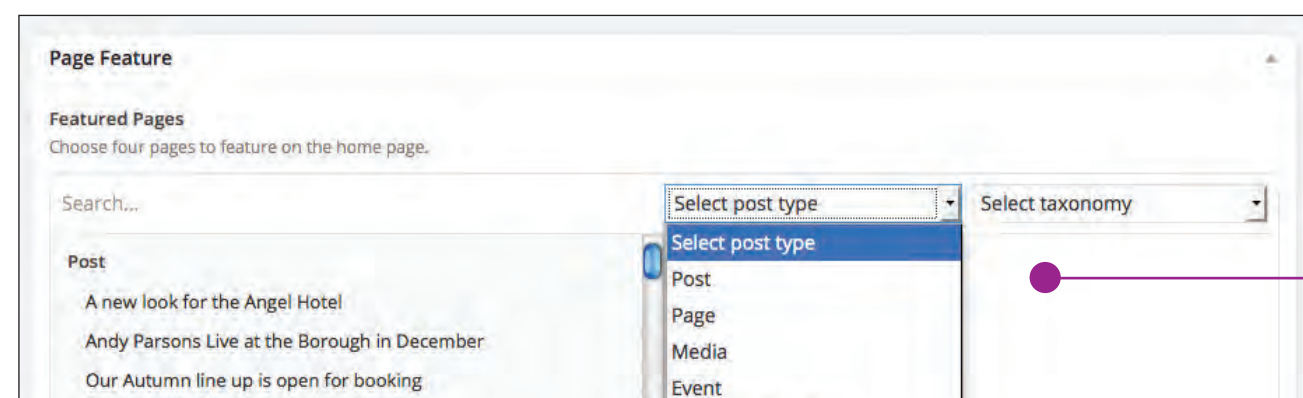 Page Feature
Featured Pages
Choose four pages to feature on the home page.
Search...
Select post type
Select taxonomy
Select post type
Post
Page
Media
Event
Post
A new look for the Angel Hotel
Andy Parsons Live at the Borough in December
Our Autumn line up is open for booking